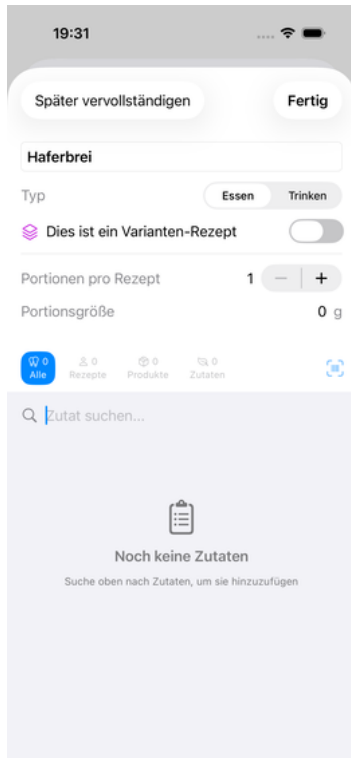 19:31
Später vervollständigen
Fertig
Haferbrei
Typ
Essen
Trinken
Dies ist ein Varianten-Rezept
Portionen pro Rezept
1
Portionsgröße
0 g
0
Alle
0
Rezepte
0
Produkte
0
Zutaten
Zutat suchen...
Noch keine Zutaten
Suche oben nach Zutaten, um sie hinzuzufügen